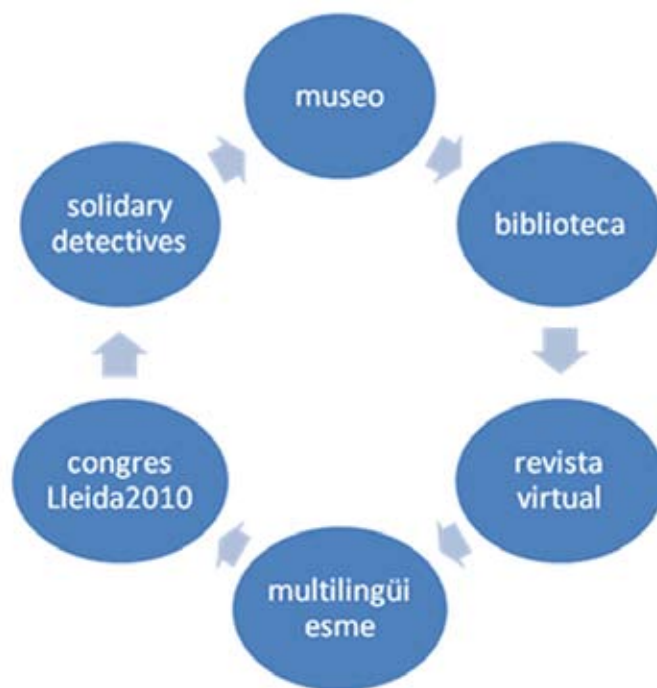 museo
biblioteca
revista
virtual
multilingüi
esme
congres
Lleida2010
solidary
detectives